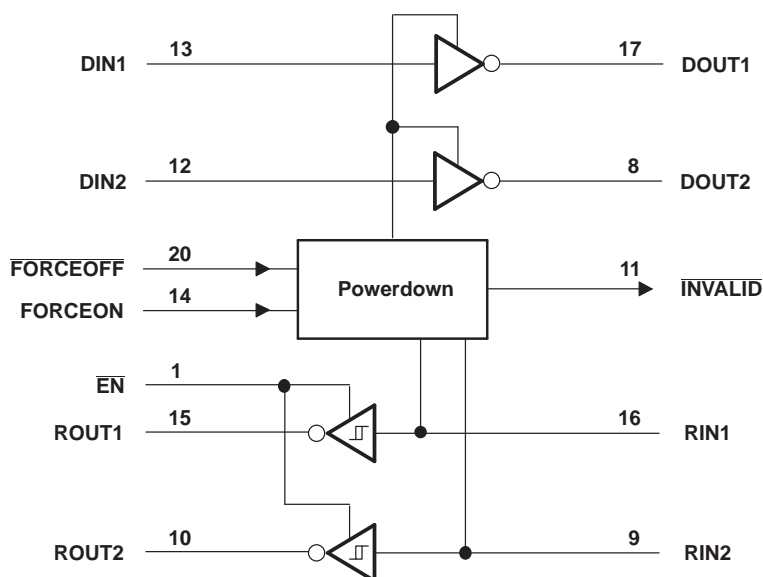 DIN1 13 17 DOUT1
DIN2 12 8 DOUT2
FORCEOFF 20 Powerdown 11 INVALID
FORCEON 14
EN 1
ROUT1 15 16 RIN1
ROUT2 10 9 RIN2